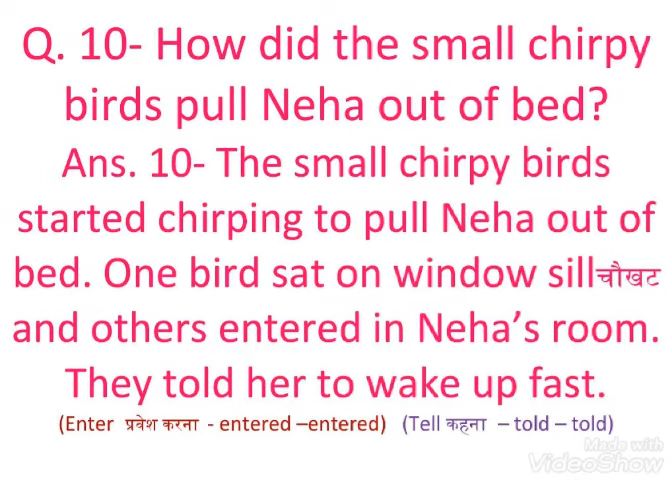 Q. 10- How did the small chirpy
birds pull Neha out of bed?
Ans. 10- The small chirpy birds
started chirping to pull Neha out of
bed. One bird sat on window sillचौखट
and others entered in Neha's room.
They told her to wake up fast.
(Enter प्रवेश करना - entered –entered) (Tell कहना – told – told)
Made with
VideoShow